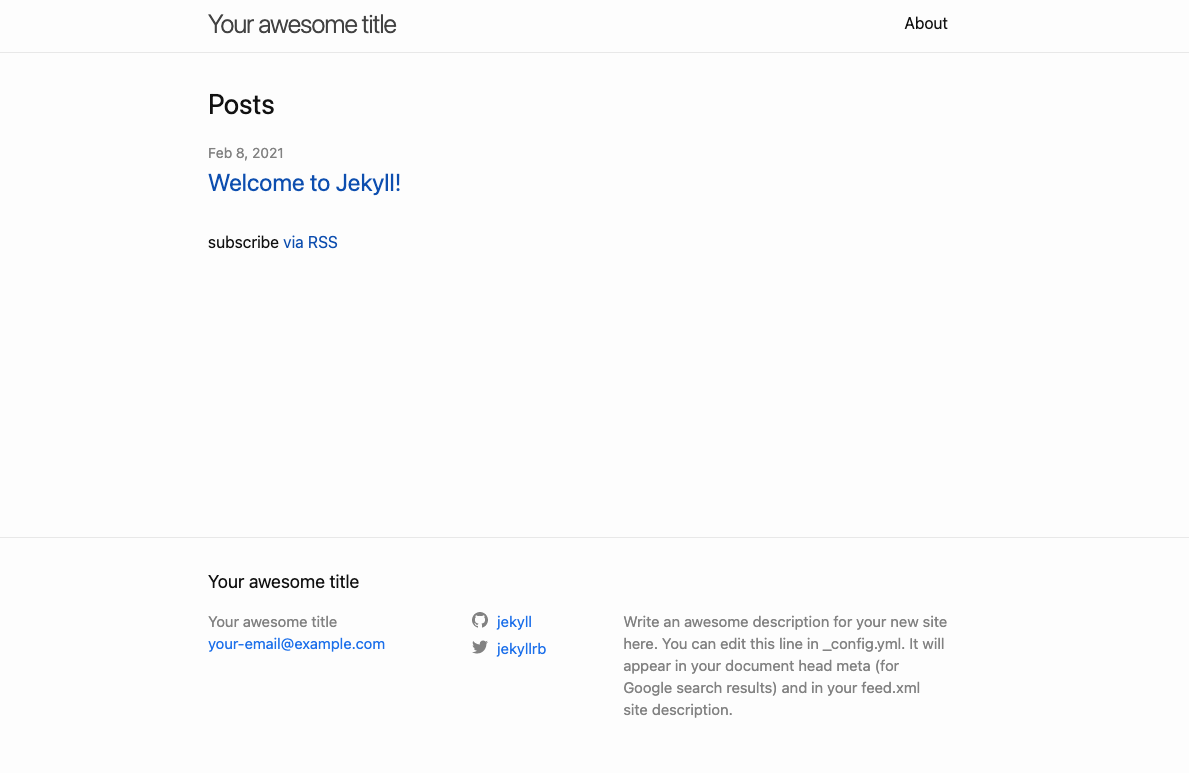 Your awesome title
About
Posts
Feb 8, 2021
Welcome to Jekyll!
subscribe via RSS
Your awesome title
Your awesome title
your-email@example.com
jekyll
jekyllrb
Write an awesome description for your new site
here. You can edit this line in _config.yml. It will
appear in your document head meta (for
Google search results) and in your feed.xml
site description.